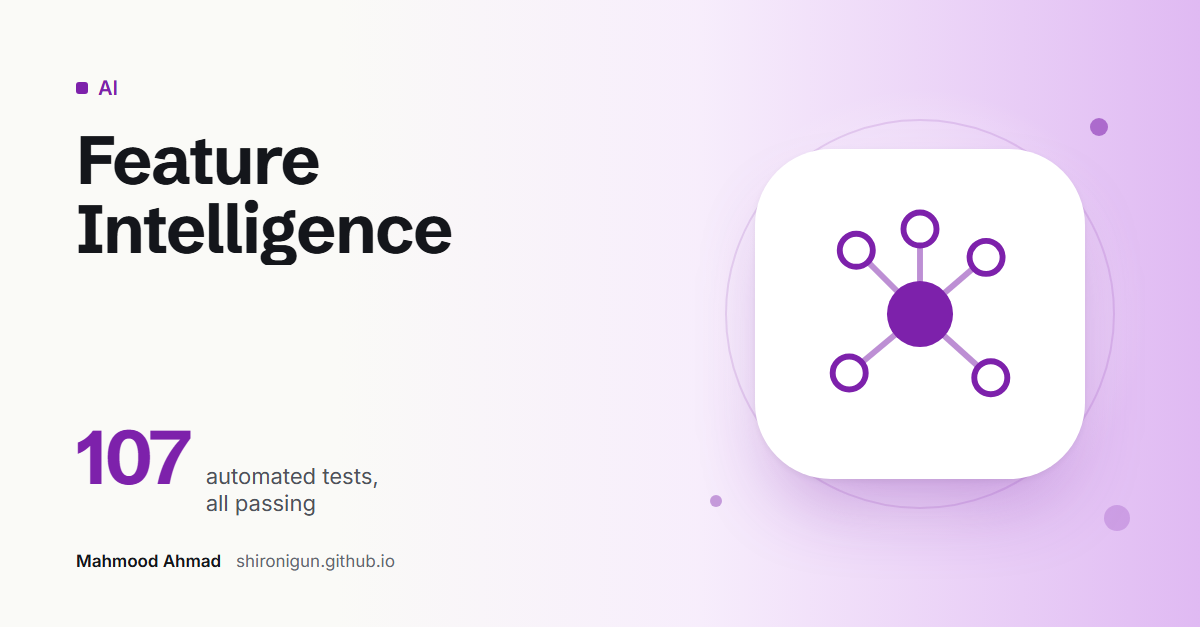 AI
Feature
Intelligence
107
automated tests,
all passing
Mahmood Ahmad shironigun.github.io